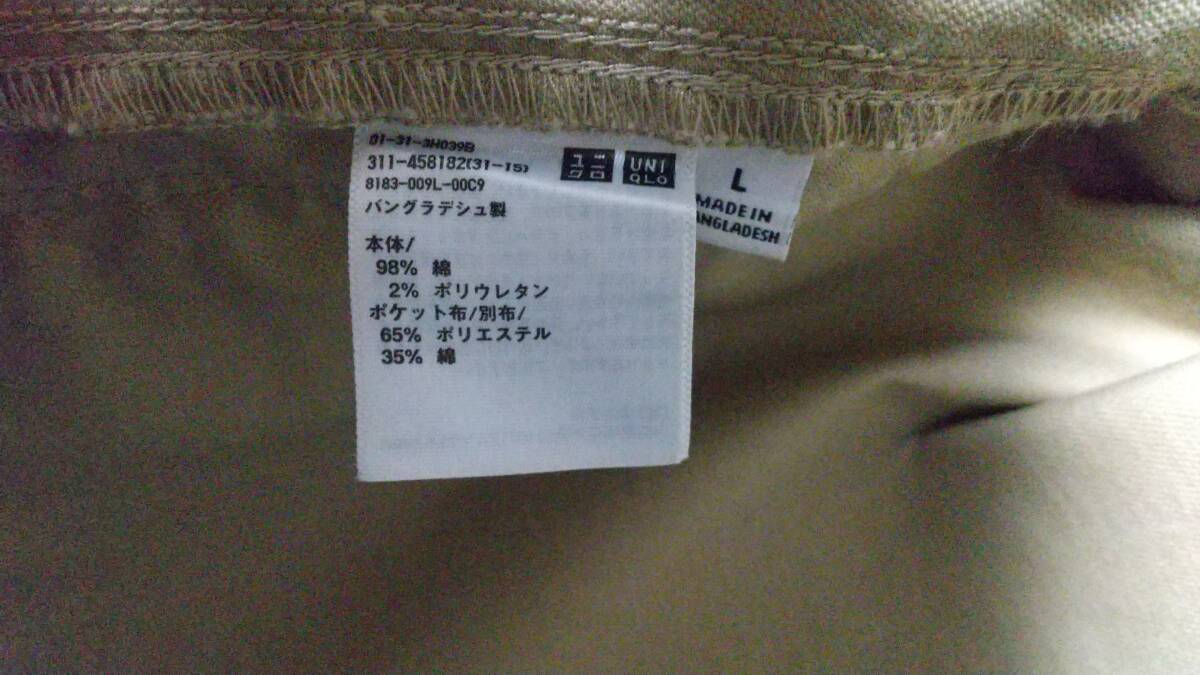 01-31-3H039B
311-458182(31-15)
8183-009L-00C9
バングラデシュ製
本体/
98% 綿
2% ポリウレタン
ポケット布/別布/
65% ポリエステル
35% 綿
ユニ
クロ
UNI
QLO
L
MADE IN
ANGLADESH